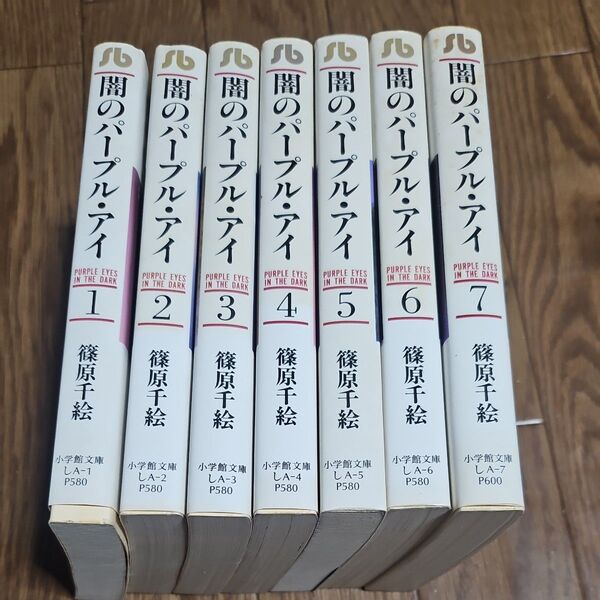 Sb
闇のパープル・アイ
PURPLE EYES
IN THE DARK
1
篠原千絵
小学館文庫
しA-1
P580
Sb
闇のパープル・アイ
PURPLE EYES
IN THE DARK
2
篠原千絵
小学館文庫
しA-2
P580
Sb
闇のパープル・アイ
PURPLE EYES
IN THE DARK
3
篠原千絵
小学館文庫
しA-3
P580
Sb
闇のパープル・アイ
PURPLE EYES
IN THE DARK
4
篠原千絵
小学館文庫
しA-4
P580
Sb
闇のパープル・アイ
PURPLE EYES
IN THE DARK
5
篠原千絵
小学館文庫
しA-5
P580
Sb
闇のパープル・アイ
PURPLE EYES
IN THE DARK
6
篠原千絵
小学館文庫
しA-6
P580
Sb
闇のパープル・アイ
PURPLE EYES
IN THE DARK
7
篠原千絵
小学館文庫
しA-7
P600